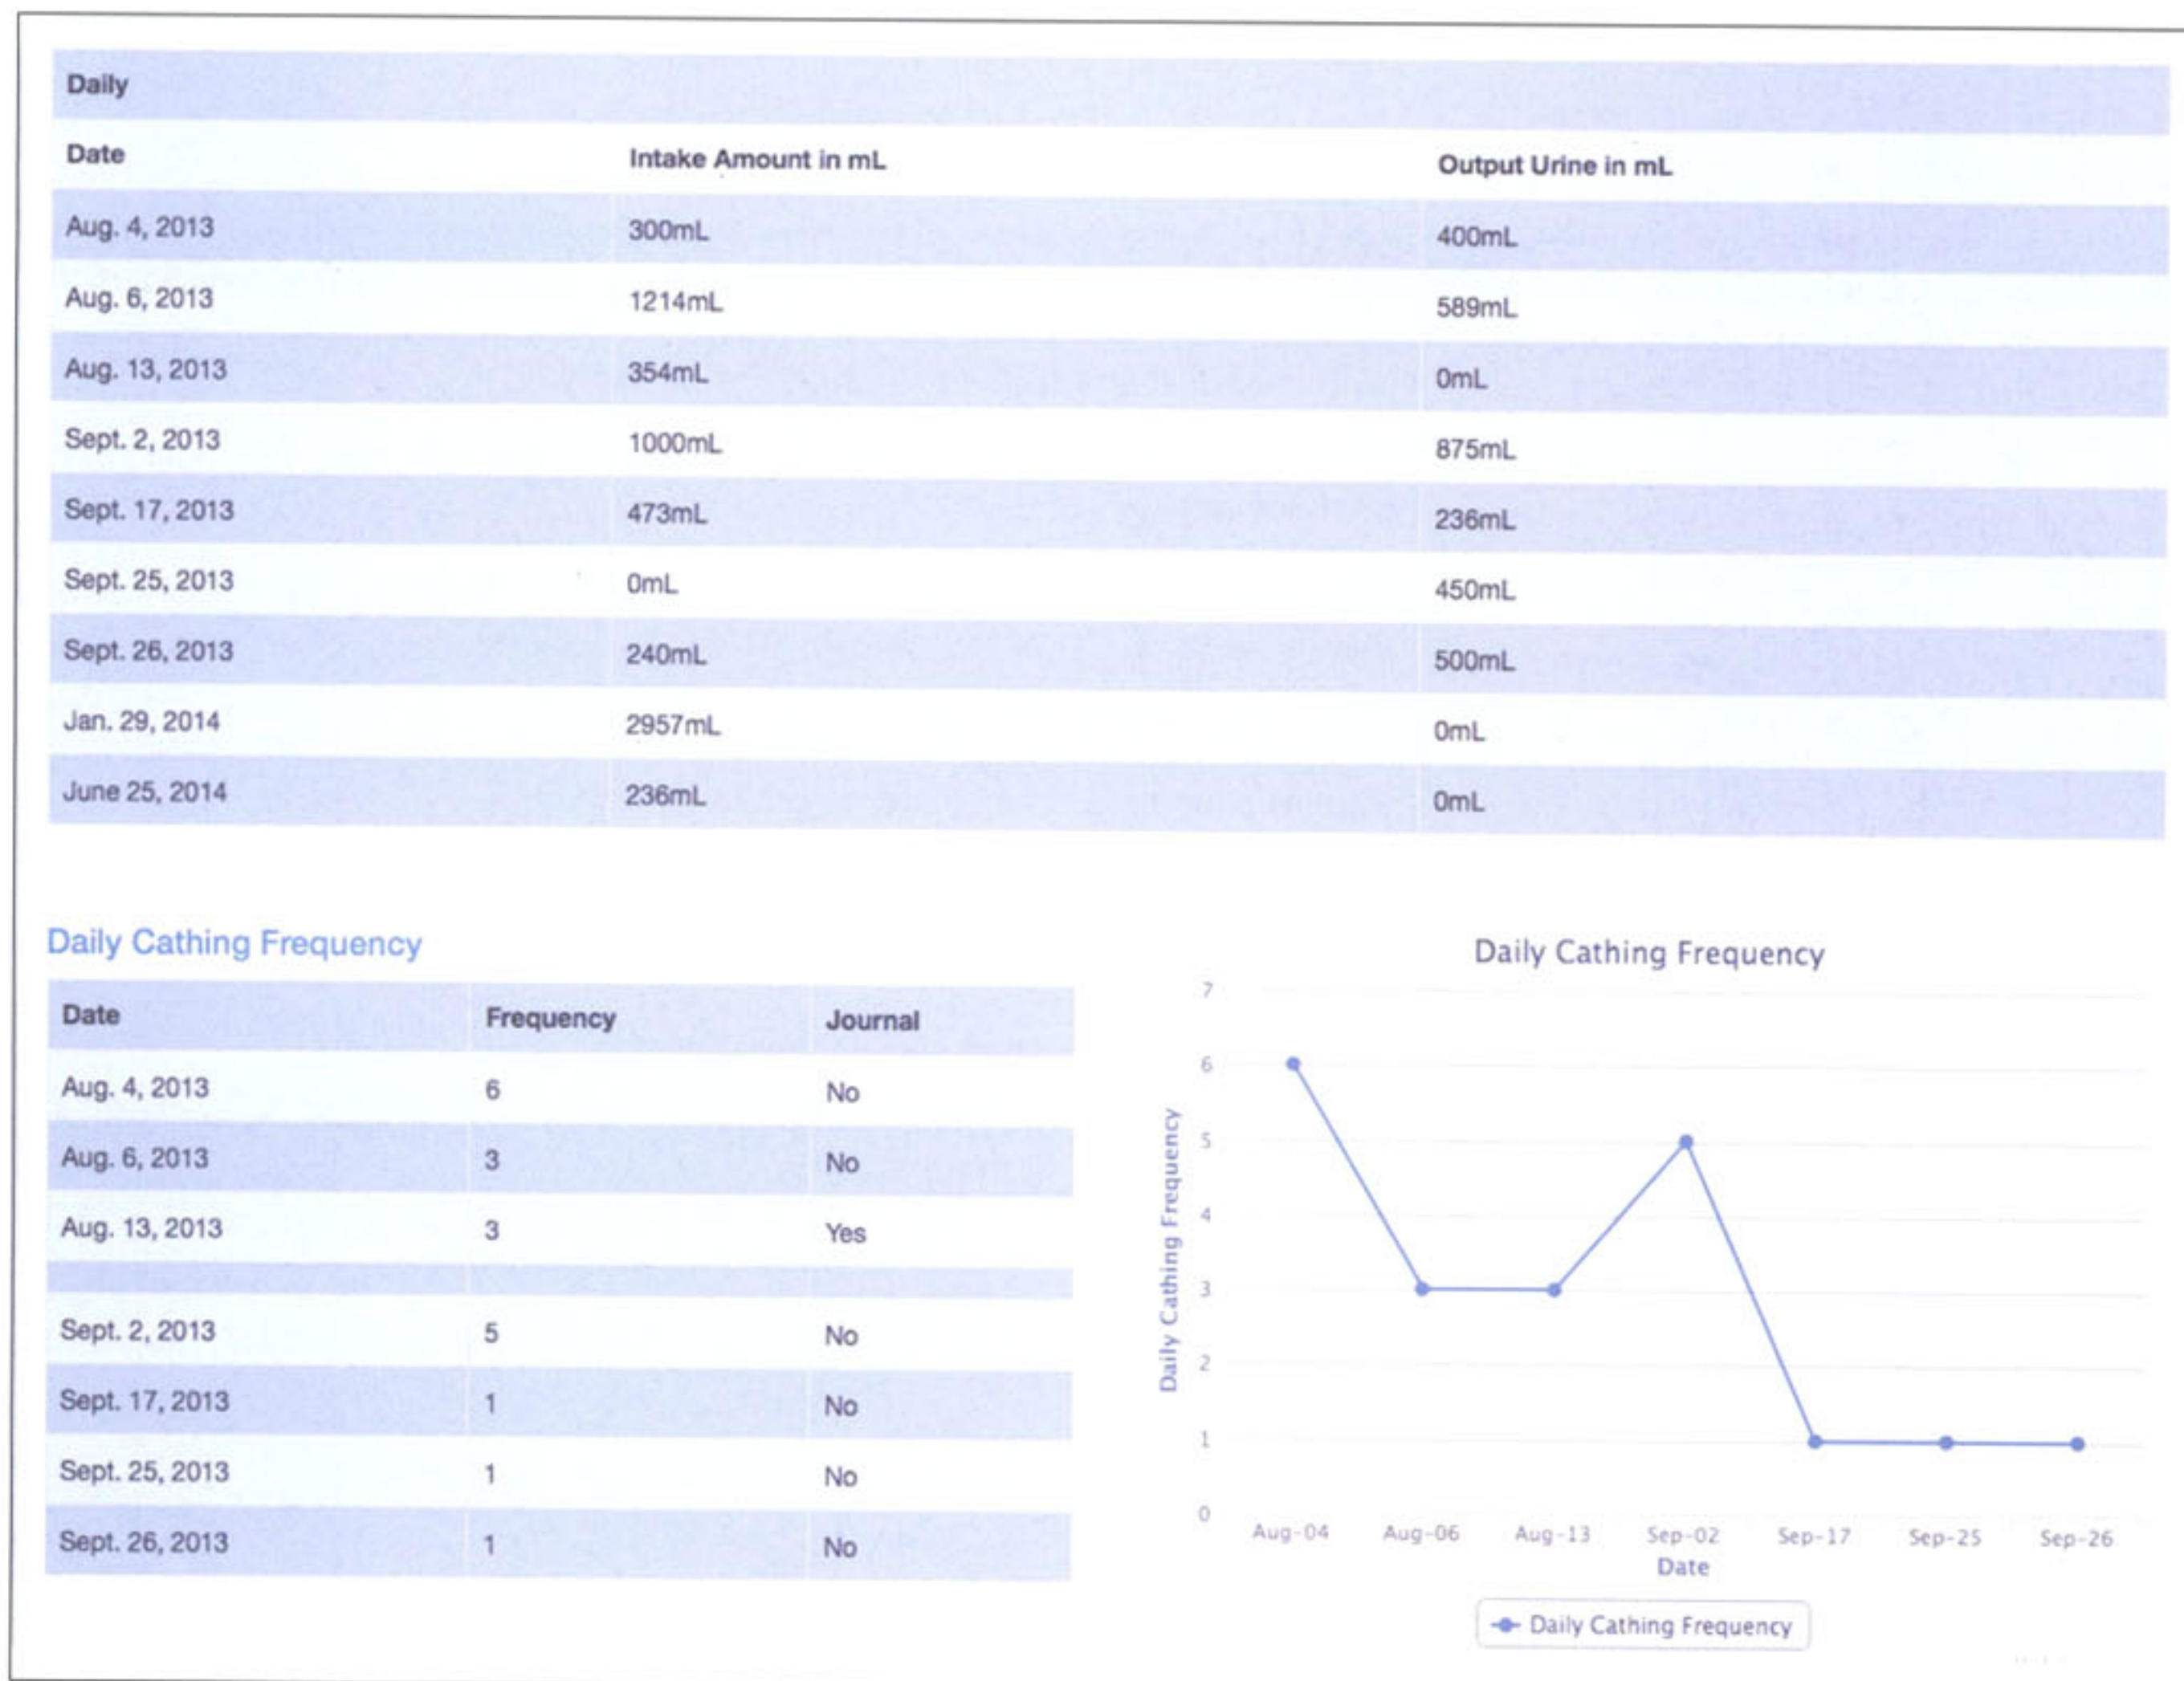 Daily
Date Intake Amount in mL Output Urine in mL
Aug. 4, 2013 300mL 400mL
Aug. 6, 2013 1214mL 589mL
Aug. 13, 2013 354mL 0mL
Sept. 2, 2013 1000mL 875mL
Sept. 17, 2013 473mL 236mL
Sept. 25, 2013 0mL 450mL
Sept. 26, 2013 240mL 500mL
Jan. 29, 2014 2957mL 0mL
June 25, 2014 236mL 0mL
Daily Cathing Frequency
Date Frequency Journal
Aug. 4, 2013 6 No
Aug. 6, 2013 3 No
Aug. 13, 2013 3 Yes
Sept. 2, 2013 5 No
Sept. 17, 2013 1 No
Sept. 25, 2013 1 No
Sept. 26, 2013 1 No
Daily Cathing Frequency
Daily Cathing Frequency
7
6
5
4
3
2
1
0
Aug-04 Aug-06 Aug-13 Sep-02 Sep-17 Sep-25 Sep-26
Date
Daily Cathing Frequency